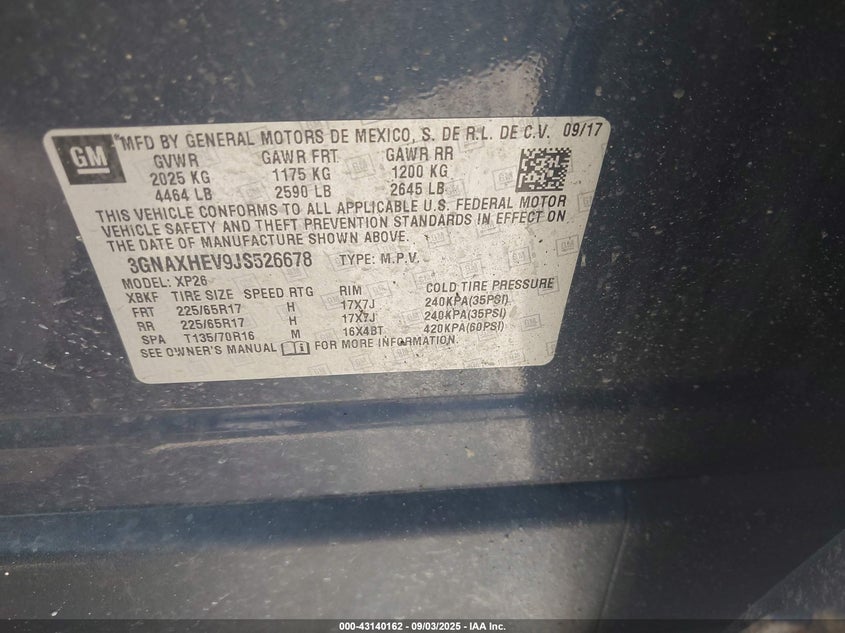 GM
MFD BY GENERAL MOTORS DE MEXICO, S. DE R.L. DE C.V. 09/17
GVWR GAWR FRT GAWR RR
2025 KG 1175 KG 1200 KG
4464 LB 2590 LB 2645 LB
THIS VEHICLE CONFORMS TO ALL APPLICABLE U.S. FEDERAL MOTOR
VEHICLE SAFETY AND THEFT PREVENTION STANDARDS IN EFFECT ON
THE DATE OF MANUFACTURE SHOWN ABOVE.
3GNAXHEV9JS526678 TYPE: M.P.V.
MODEL: XP26
XBKF TIRE SIZE SPEED RTG RIM COLD TIRE PRESSURE
FRT 225/65R17 H 17X7J 240KPA(35PSI)
RR 225/65R17 H 17X7J 240KPA(35PSI)
SPA T135/70R16 M 16X4BT 420KPA(60PSI)
SEE OWNER'S MANUAL FOR MORE INFORMATION.
000-43140162 - 09/03/2025 - IAA Inc.